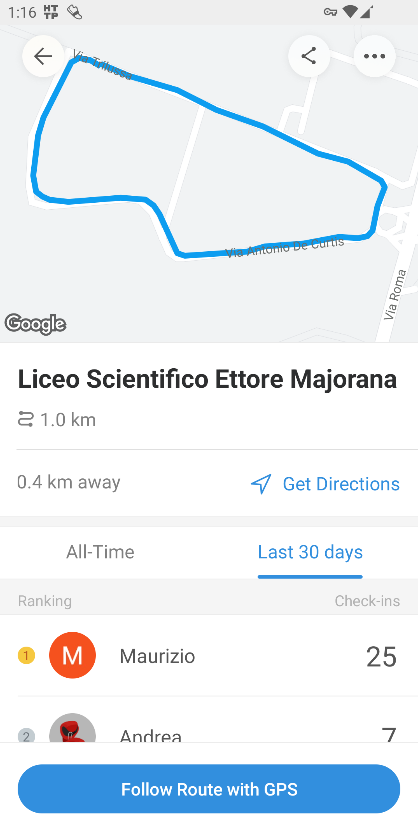 1:16 HT TP
Via Trilussa
Via Antonio De Curtis
Via Roma
Google
Liceo Scientifico Ettore Majorana
1.0 km
0.4 km away Get Directions
All-Time Last 30 days
Ranking Check-ins
1 M Maurizio 25
2 Andrea 7
Follow Route with GPS